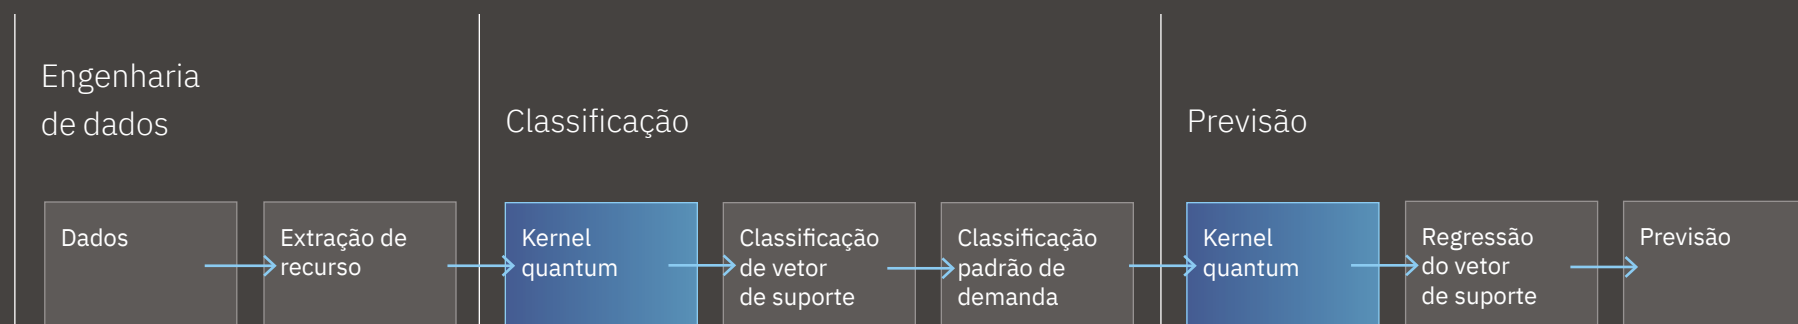 Engenharia
de dados
Classificação
Previsão
Dados
Extração de
recurso
Kernel
quantum
Classificação
de vetor
de suporte
Classificação
padrão de
demanda
Kernel
quantum
Regressão
do vetor
de suporte
Previsão